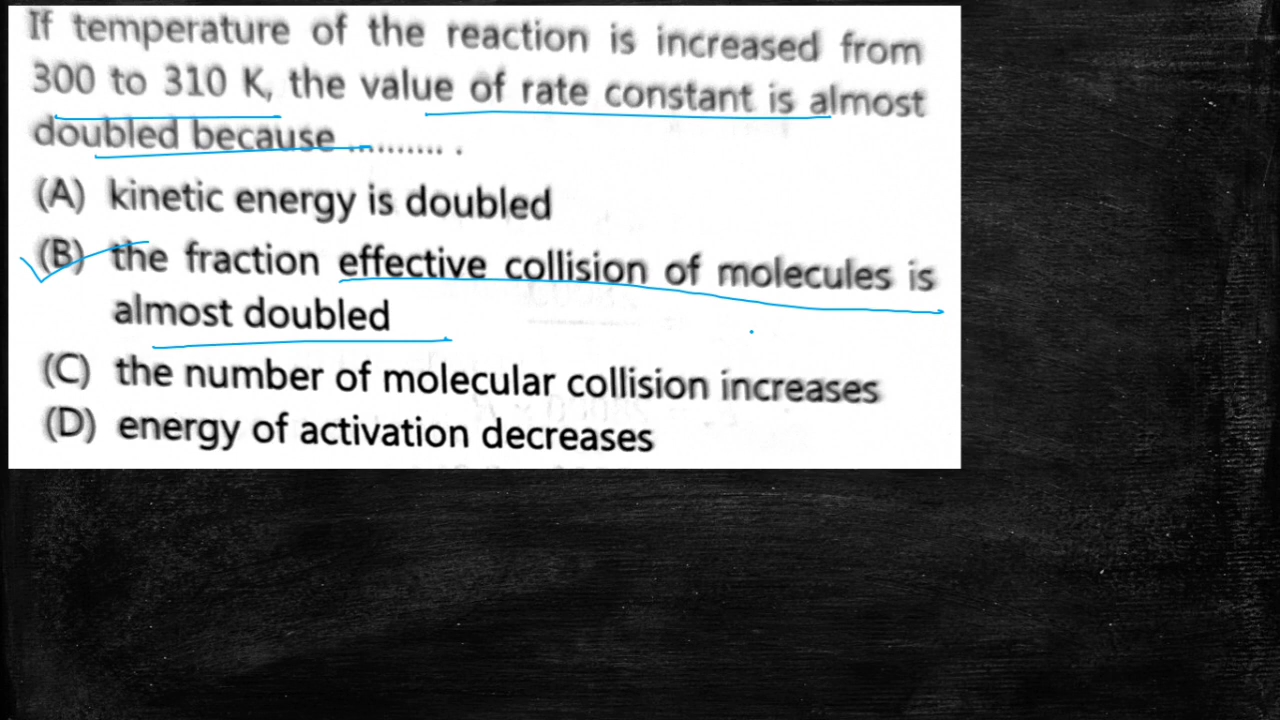 If temperature of the reaction is increased from
300 to 310 K, the value of rate constant is almost
doubled because .......... .
(A) kinetic energy is doubled
(B) the fraction effective collision of molecules is
almost doubled
(C) the number of molecular collision increases
(D) energy of activation decreases